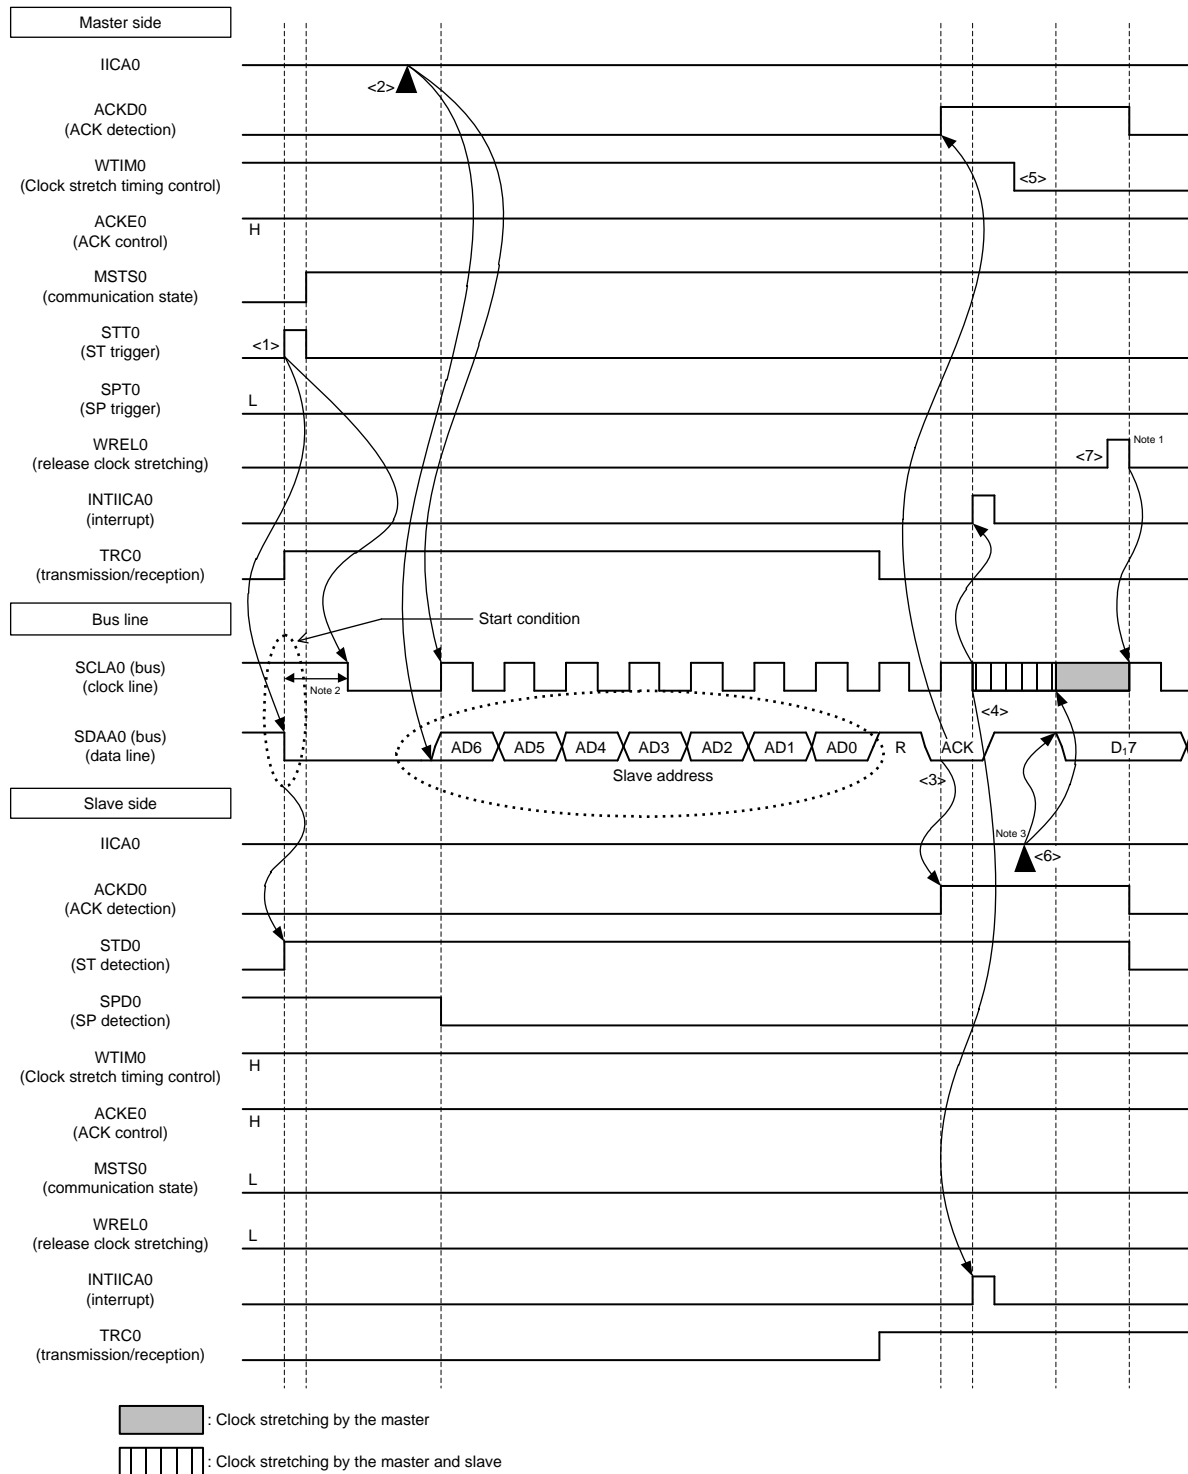 Master side
IICA0
<2>
ACKD0
(ACK detection)
WTIM0
(Clock stretch timing control)
<5>
ACKE0
(ACK control)
H
MSTS0
(communication state)
STT0
(ST trigger)
<1>
SPT0
(SP trigger)
L
WREL0
(release clock stretching)
<7>
Note 1
INTIICA0
(interrupt)
TRC0
(transmission/reception)
Bus line
Start condition
SCLA0 (bus)
(clock line)
Note 2
<4>
SDAA0 (bus)
(data line)
AD6 AD5 AD4 AD3 AD2 AD1 AD0 R ACK D₁7
Slave address
<3>
Slave side
IICA0
Note 3
<6>
ACKD0
(ACK detection)
STD0
(ST detection)
SPD0
(SP detection)
WTIM0
(Clock stretch timing control)
H
ACKE0
(ACK control)
H
MSTS0
(communication state)
L
WREL0
(release clock stretching)
L
INTIICA0
(interrupt)
TRC0
(transmission/reception)
: Clock stretching by the master
: Clock stretching by the master and slave